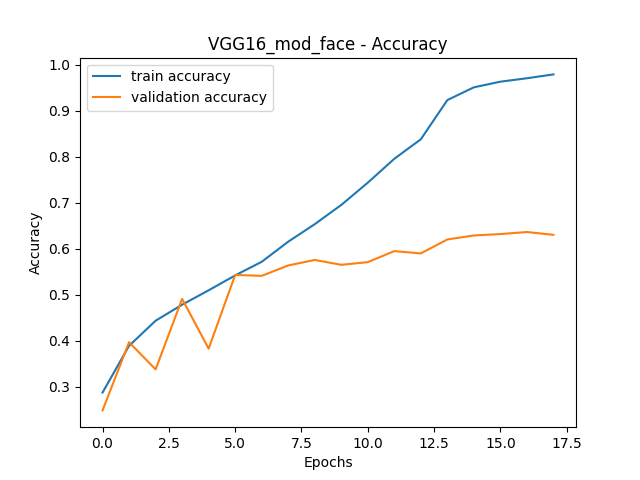 VGG16_mod_face - Accuracy
train accuracy
validation accuracy
1.0
0.9
0.8
0.7
0.6
0.5
0.4
0.3
Accuracy
0.0 2.5 5.0 7.5 10.0 12.5 15.0 17.5
Epochs